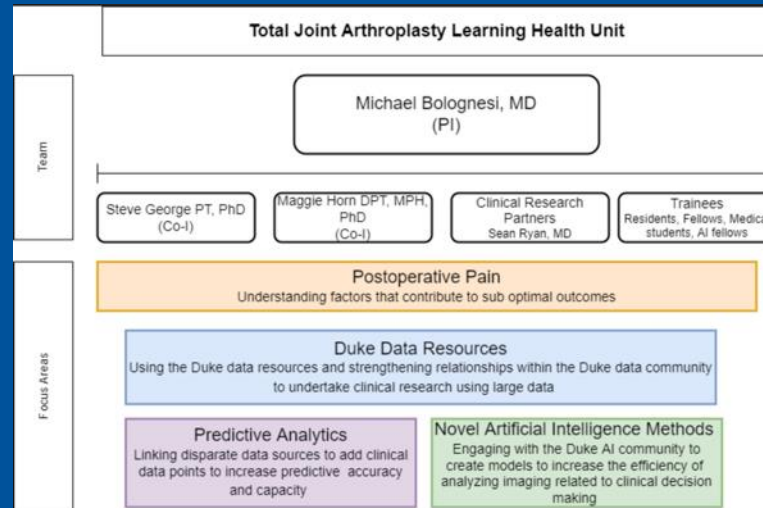 Total Joint Arthroplasty Learning Health Unit
Team
Michael Bolognesi, MD
(PI)
Steve George PT, PhD
(Co-I)
Maggie Horn DPT, MPH,
PhD
(Co-I)
Clinical Research
Partners
Sean Ryan, MD
Trainees
Residents, Fellows, Medica
students, AI fellows
Focus Areas
Postoperative Pain
Understanding factors that contribute to sub optimal outcomes
Duke Data Resources
Using the Duke data resources and strengthening relationships within the Duke data community
to undertake clinical research using large data
Predictive Analytics
Linking disparate data sources to add clinical
data points to increase predictive accuracy
and capacity
Novel Artificial Intelligence Methods
Engaging with the Duke AI community to
create models to increase the efficiency of
analyzing imaging related to clinical decision
making